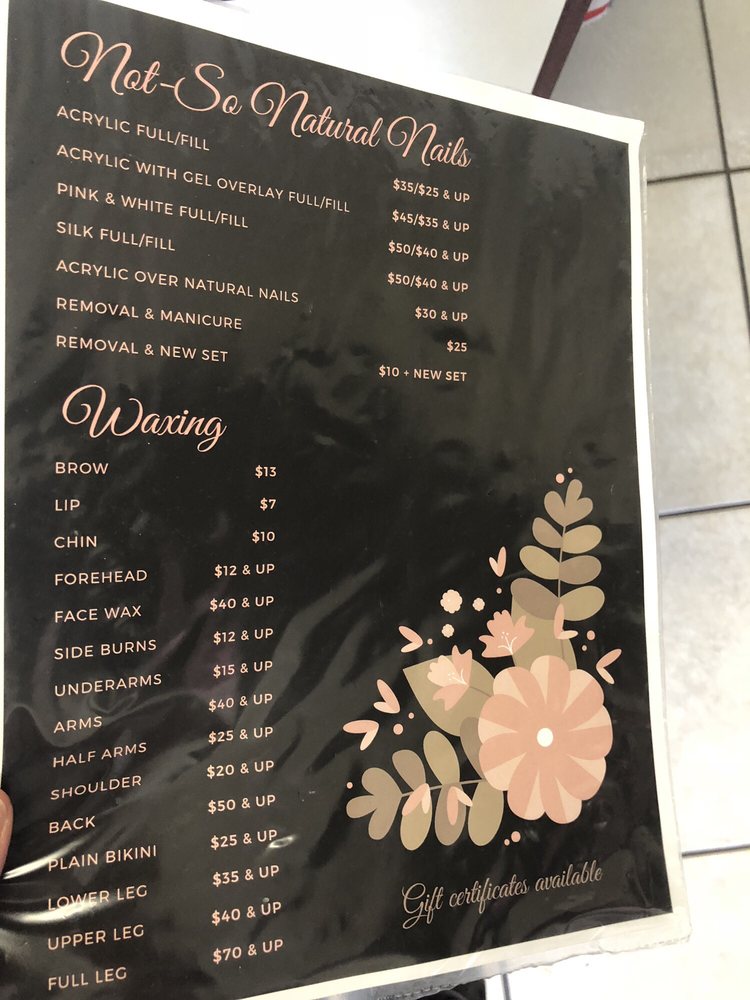 Not-So Natural Nails
ACRYLIC FULL/FILL $35/$25 & UP
ACRYLIC WITH GEL OVERLAY FULL/FILL $45/$35 & UP
PINK & WHITE FULL/FILL $50/$40 & UP
SILK FULL/FILL $50/$40 & UP
ACRYLIC OVER NATURAL NAILS $30 & UP
REMOVAL & MANICURE $25
REMOVAL & NEW SET $10 + NEW SET
Waxing
BROW $13
LIP $7
CHIN $10
FOREHEAD $12 & UP
FACE WAX $40 & UP
SIDE BURNS $12 & UP
UNDERARMS $15 & UP
ARMS $40 & UP
HALF ARMS $25 & UP
SHOULDER $20 & UP
BACK $50 & UP
PLAIN BIKINI $25 & UP
LOWER LEG $35 & UP
UPPER LEG $40 & UP
FULL LEG $70 & UP
Gift certificates available